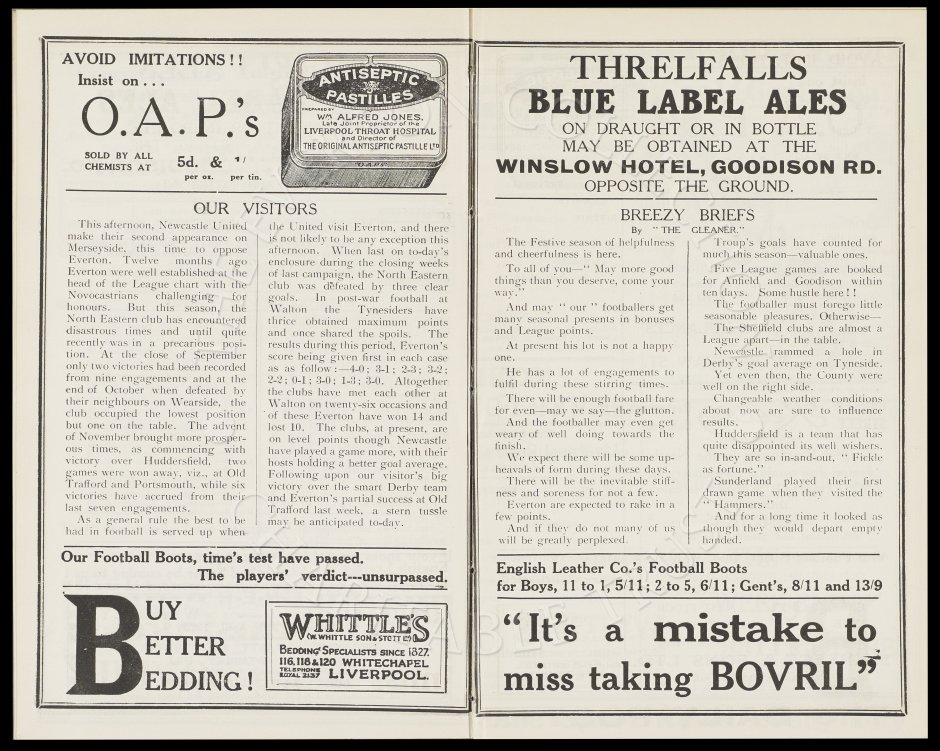 AVOID IMITATIONS!!
Insist on . . .
O.A.P.'s
SOLD BY ALL
CHEMISTS AT
5d. & 1/
per oz. per tin.
ANTISEPTIC
PASTILLES
PREPARED BY
WM ALFRED JONES.
Late Joint Proprietor of the
LIVERPOOL THROAT HOSPITAL
and Director of
THE ORIGINAL ANTISEPTIC PASTILLE LTD
"OAPS"
OUR VISITORS
This afternoon, Newcastle United
make their second appearance on
Merseyside, this time to oppose
Everton. Twelve months ago
Everton were well established at the
head of the League chart with the
Novocastrians challenging for
honours. But this season, the
North Eastern club has encountered
disastrous times and until quite
recently was in a precarious posi-
tion. At the close of September
only two victories had been recorded
from nine engagements and at the
end of October when defeated by
their neighbours on Wearside, the
club occupied the lowest position
but one on the table. The advent
of November brought more prosper-
ous times, as commencing with
victory over Huddersfield, two
games were won away, viz., at Old
Trafford and Portsmouth, while six
victories have accrued from their
last seven engagements.
As a general rule the best to be
had in football is served up when
the United visit Everton, and there
is not likely to be any exception this
afternoon. When last on to-day's
enclosure during the closing weeks
of last campaign, the North Eastern
club was defeated by three clear
goals. In post-war football at
Walton the Tynesiders have
thrice obtained maximum points
and once shared the spoils. The
results during this period, Everton's
score being given first in each case
as as follow:—4-0; 3-1; 2-3; 3-2;
2-2; 0-1; 3-0; 1-3; 3-0. Altogether
the clubs have met each other at
Walton on twenty-six occasions and
of these Everton have won 14 and
lost 10. The clubs, at present, are
on level points though Newcastle
have played a game more, with their
hosts holding a better goal average.
Following upon our visitor's big
victory over the smart Derby team
and Everton's partial success at Old
Trafford last week, a stern tussle
may be anticipated to-day.
Our Football Boots, time's test have passed.
The players' verdict---unsurpassed.
BUY
BETTER
BEDDING!
WHITTLE'S
(W. WHITTLE SON & STOTT LTD)
BEDDING SPECIALISTS SINCE 1827.
116,118 & 120 WHITECHAPEL
TELEPHONE
ROYAL 2137 LIVERPOOL.
THRELFALLS
BLUE LABEL ALES
ON DRAUGHT OR IN BOTTLE
MAY BE OBTAINED AT THE
WINSLOW HOTEL, GOODISON RD.
OPPOSITE THE GROUND.
BREEZY BRIEFS
By "THE GLEANER."
The Festive season of helpfulness
and cheerfulness is here.
To all of you—"May more good
things than you deserve, come your
way."
And may "our" footballers get
many seasonal presents in bonuses
and League points.
At present his lot is not a happy
one.
He has a lot of engagements to
fulfil during these stirring times.
There will be enough football fare
for even—may we say—the glutton.
And the footballer may even get
weary of well doing towards the
finish.
We expect there will be some up-
heavals of form during these days.
There will be the inevitable stiff-
ness and soreness for not a few.
Everton are expected to rake in a
few points.
And if they do not many of us
will be greatly perplexed.
Troup's goals have counted for
much this season—valuable ones.
Five League games are booked
for Anfield and Goodison within
ten days. Some hustle here!!
The footballer must forego little
seasonable pleasures. Otherwise—
The Sheffield clubs are almost a
League apart—in the table.
Newcastle rammed a hole in
Derby's goal average on Tyneside.
Yet even then, the County were
well on the right side.
Changeable weather conditions
about now are sure to influence
results.
Huddersfield is a team that has
quite disappointed its well wishers.
They are so in-and-out, "Fickle
as fortune."
Sunderland played their first
drawn game when they visited the
"Hammers."
And for a long time it looked as
though they would depart empty
handed.
English Leather Co.'s Football Boots
for Boys, 11 to 1, 5/11; 2 to 5, 6/11; Gent's, 8/11 and 13/9
"It's a mistake to
miss taking BOVRIL"